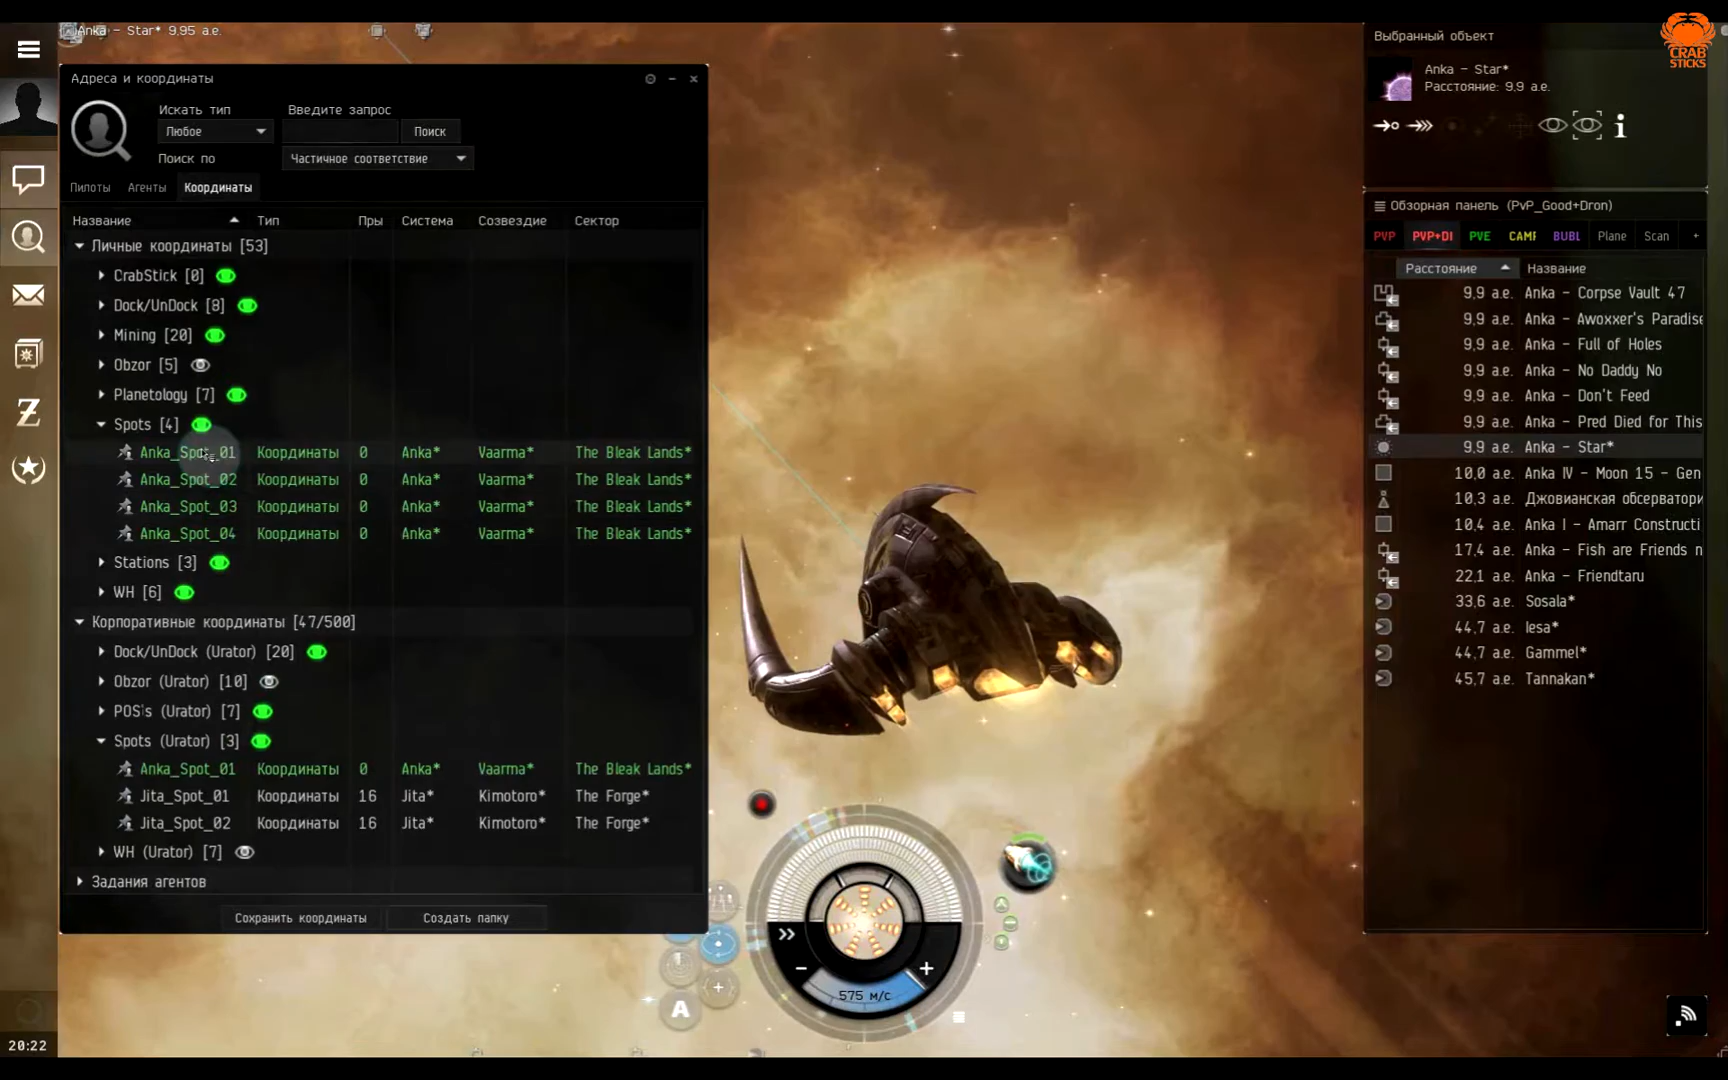 Anka - Star* 9,95 а.е.
CRAB
STICKS
Адреса и координаты
Искать тип
Введите запрос
Любое
Поиск
Поиск по
Частичное соответствие
Пилоты Агенты Координаты
Название Тип Пры Система Созвездие Сектор
Личные координаты [53]
CrabStick [0]
Dock/UnDock [8]
Mining [20]
Obzor [5]
Planetology [7]
Spots [4]
Anka_Spot_01 Координаты 0 Anka* Vaarma* The Bleak Lands*
Anka_Spot_02 Координаты 0 Anka* Vaarma* The Bleak Lands*
Anka_Spot_03 Координаты 0 Anka* Vaarma* The Bleak Lands*
Anka_Spot_04 Координаты 0 Anka* Vaarma* The Bleak Lands*
Stations [3]
WH [6]
Корпоративные координаты [47/500]
Dock/UnDock (Urator) [20]
Obzor (Urator) [10]
POS's (Urator) [7]
Spots (Urator) [3]
Anka_Spot_01 Координаты 0 Anka* Vaarma* The Bleak Lands*
Jita_Spot_01 Координаты 16 Jita* Kimotoro* The Forge*
Jita_Spot_02 Координаты 16 Jita* Kimotoro* The Forge*
WH (Urator) [7]
Задания агентов
Сохранить координаты Создать папку
20:22
575 м/с
A
Выбранный объект
Anka - Star*
Расстояние: 9,9 а.е.
Обзорная панель (PvP_Good+Dron)
PVP PVP+DI PVE CAMF BUBL Plane Scan +
Расстояние Название
9,9 а.е. Anka - Corpse Vault 47
9,9 а.е. Anka - Awoxxer's Paradise
9,9 а.е. Anka - Full of Holes
9,9 а.е. Anka - No Daddy No
9,9 а.е. Anka - Don't Feed
9,9 а.е. Anka - Pred Died for This
9,9 а.е. Anka - Star*
10,0 а.е. Anka IV - Moon 15 - Gen
10,3 а.е. Джовианская обсерватори
10,4 а.е. Anka I - Amarr Constructi
17,4 а.е. Anka - Fish are Friends n
22,1 а.е. Anka - Friendtaru
33,6 а.е. Sosala*
44,7 а.е. Iesa*
44,7 а.е. Gammel*
45,7 а.е. Tannakan*